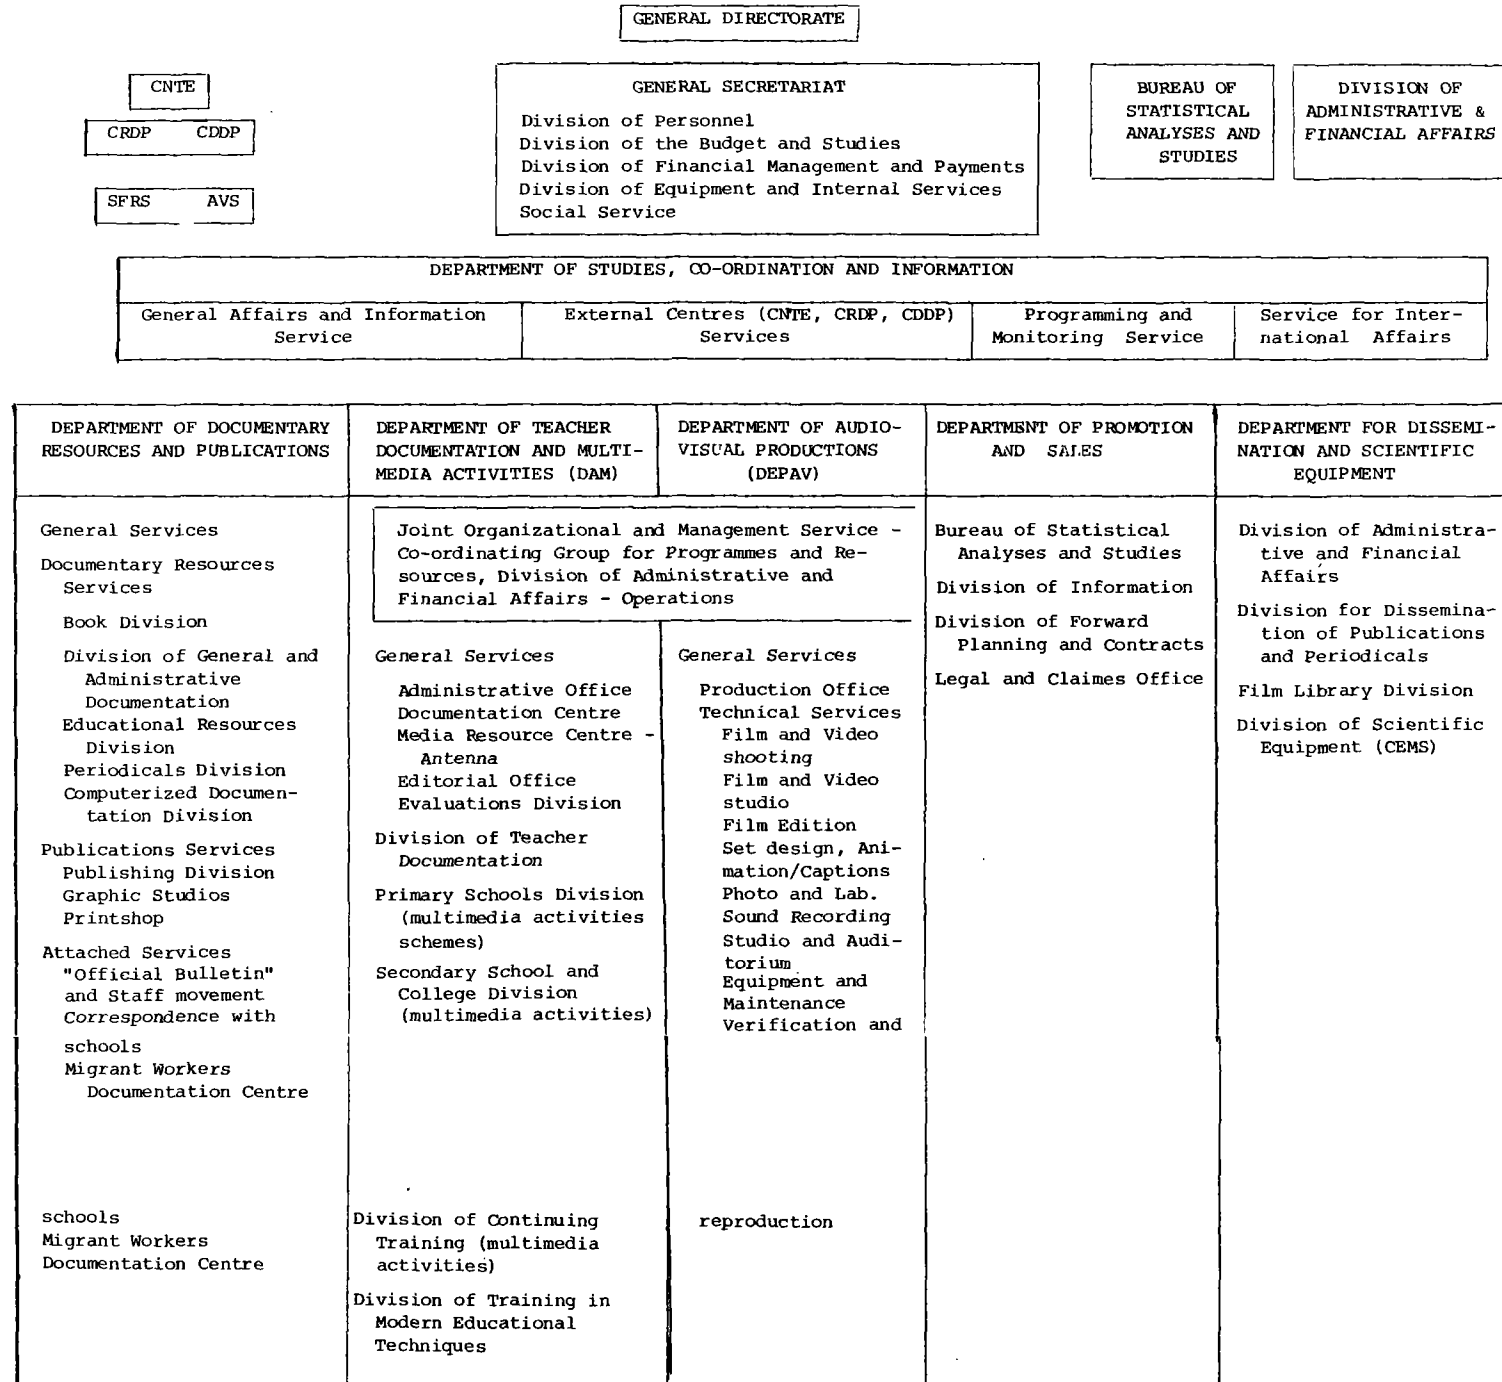 GENERAL DIRECTORATE
CNTE
CRDP CDDP
SFRS AVS
GENERAL SECRETARIAT
Division of Personnel
Division of the Budget and Studies
Division of Financial Management and Payments
Division of Equipment and Internal Services
Social Service
BUREAU OF
STATISTICAL
ANALYSES AND
STUDIES
DIVISION OF
ADMINISTRATIVE &
FINANCIAL AFFAIRS
DEPARTMENT OF STUDIES, CO-ORDINATION AND INFORMATION
General Affairs and Information
Service
External Centres (CNTE, CRDP, CDDP)
Services
Programming and
Monitoring Service
Service for Inter-
national Affairs
DEPARTMENT OF DOCUMENTARY
RESOURCES AND PUBLICATIONS
General Services
Documentary Resources
Services
Book Division
Division of General and
Administrative
Documentation
Educational Resources
Division
Periodicals Division
Computerized Documen-
tation Division
Publications Services
Publishing Division
Graphic Studios
Printshop
Attached Services
"Official Bulletin"
and Staff movement
Correspondence with
schools
Migrant Workers
Documentation Centre
schools
Migrant Workers
Documentation Centre
DEPARTMENT OF TEACHER
DOCUMENTATION AND MULTI-
MEDIA ACTIVITIES (DAM)
DEPARTMENT OF AUDIO-
VISUAL PRODUCTIONS
(DEPAV)
Joint Organizational and Management Service -
Co-ordinating Group for Programmes and Re-
sources, Division of Administrative and
Financial Affairs - Operations
General Services
Administrative Office
Documentation Centre
Media Resource Centre -
Antenna
Editorial Office
Evaluations Division
Division of Teacher
Documentation
Primary Schools Division
(multimedia activities
schemes)
Secondary School and
College Division
(multimedia activities)
Division of Continuing
Training (multimedia
activities)
Division of Training in
Modern Educational
Techniques
General Services
Production Office
Technical Services
Film and Video
shooting
Film and Video
studio
Film Edition
Set design, Ani-
mation/Captions
Photo and Lab.
Sound Recording
Studio and Audi-
torium
Equipment and
Maintenance
Verification and
reproduction
DEPARTMENT OF PROMOTION
AND SALES
Bureau of Statistical
Analyses and Studies
Division of Information
Division of Forward
Planning and Contracts
Legal and Claimes Office
DEPARTMENT FOR DISSEMI-
NATION AND SCIENTIFIC
EQUIPMENT
Division of Administra-
tive and Financial
Affairs
Division for Dissemina-
tion of Publications
and Periodicals
Film Library Division
Division of Scientific
Equipment (CEMS)